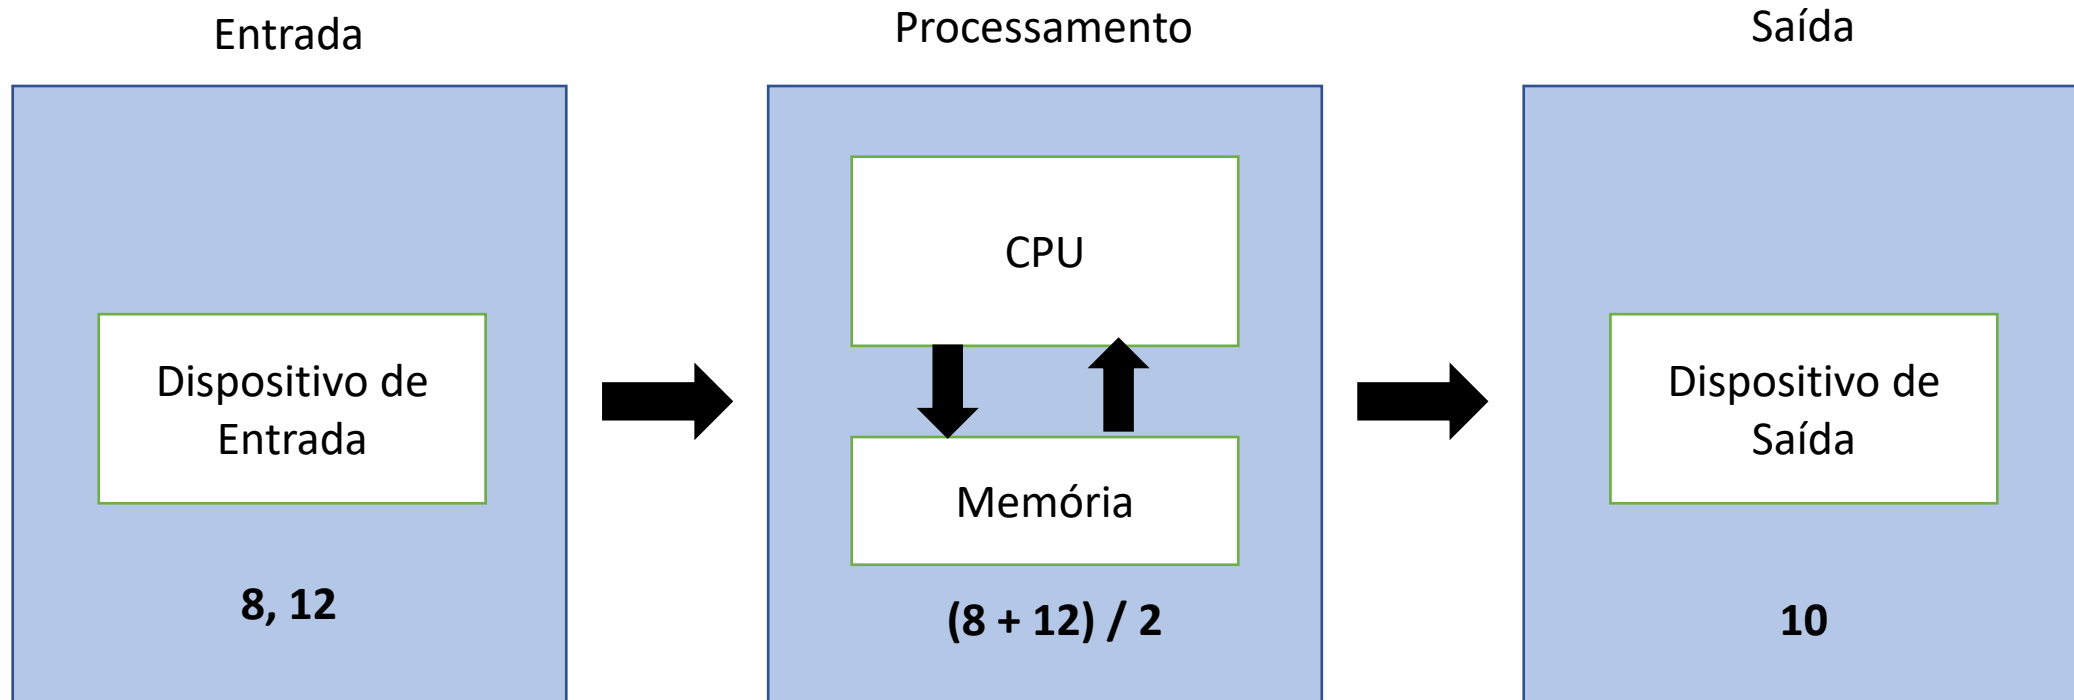 Entrada
Processamento
Saída
Dispositivo de
Entrada
8, 12
CPU
Memória
(8 + 12) / 2
Dispositivo de
Saída
10